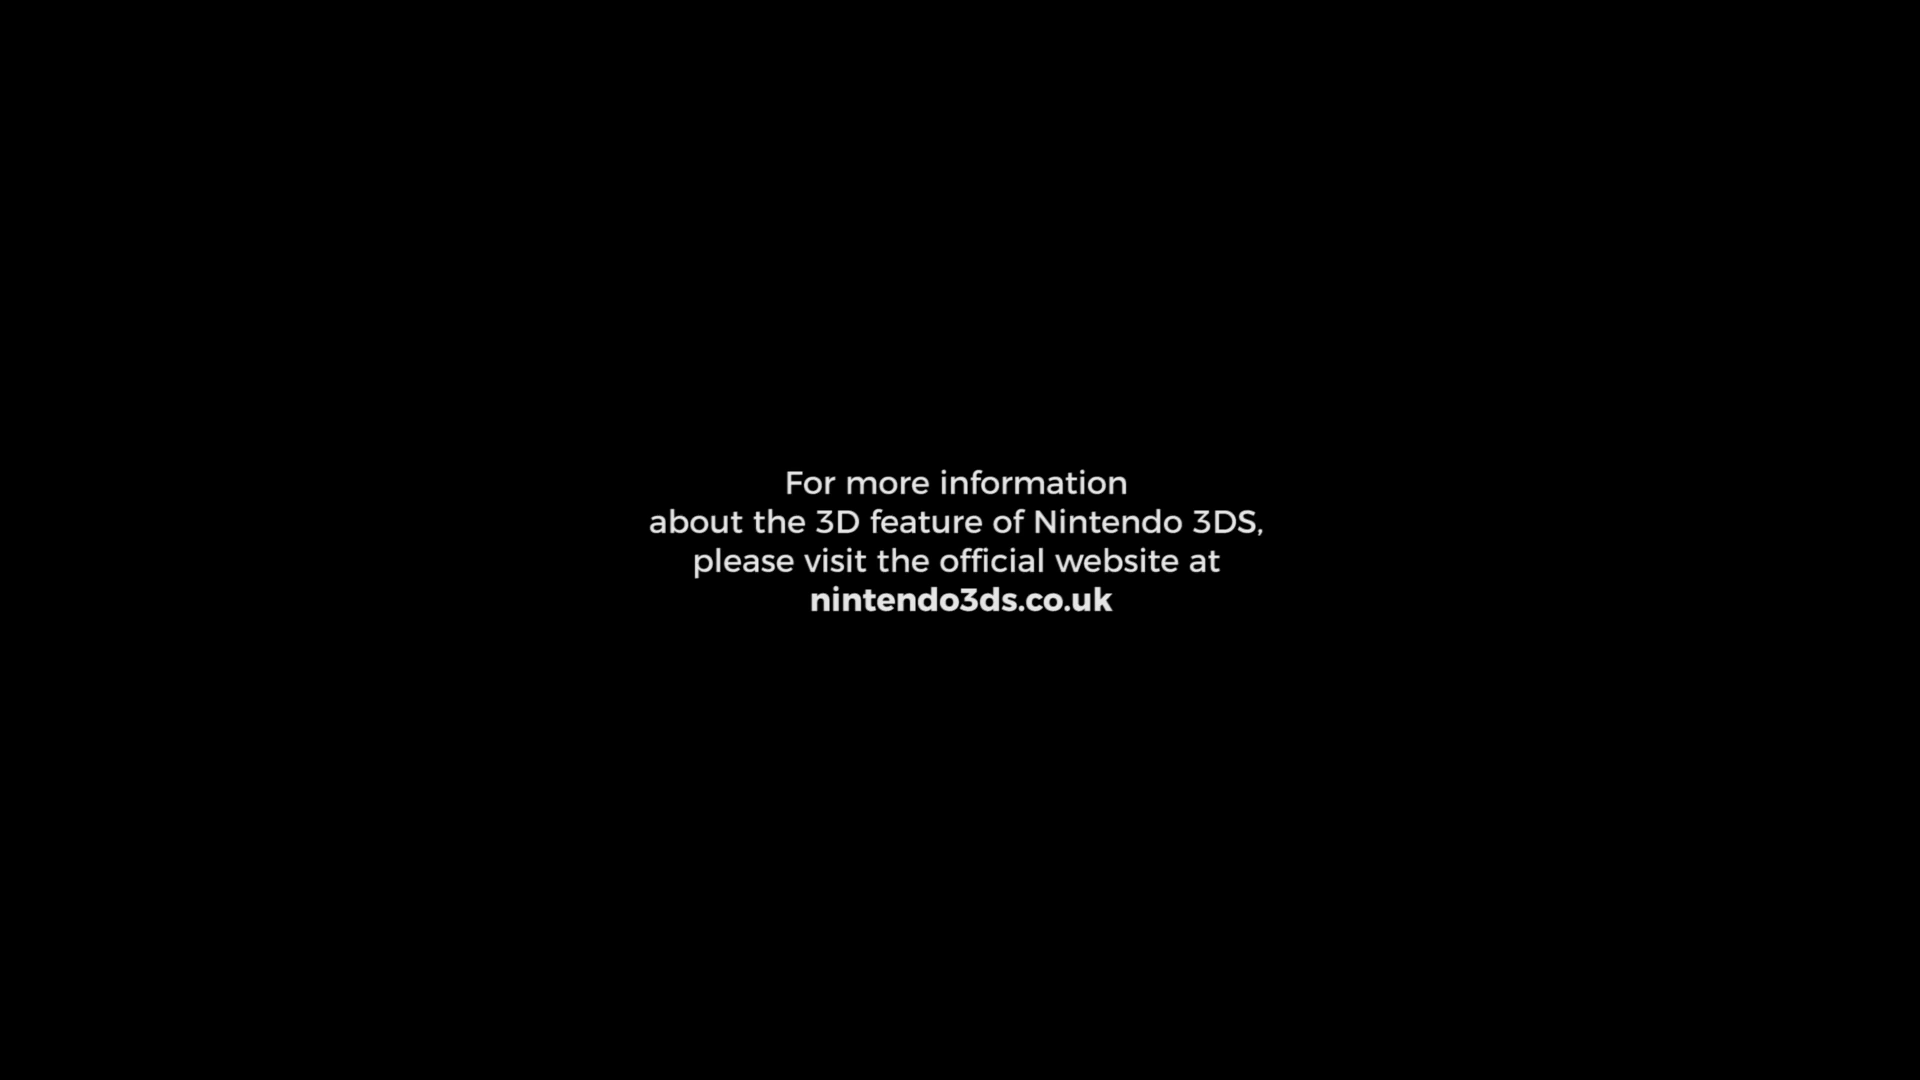 For more information
about the 3D feature of Nintendo 3DS,
please visit the official website at
nintendo3ds.co.uk